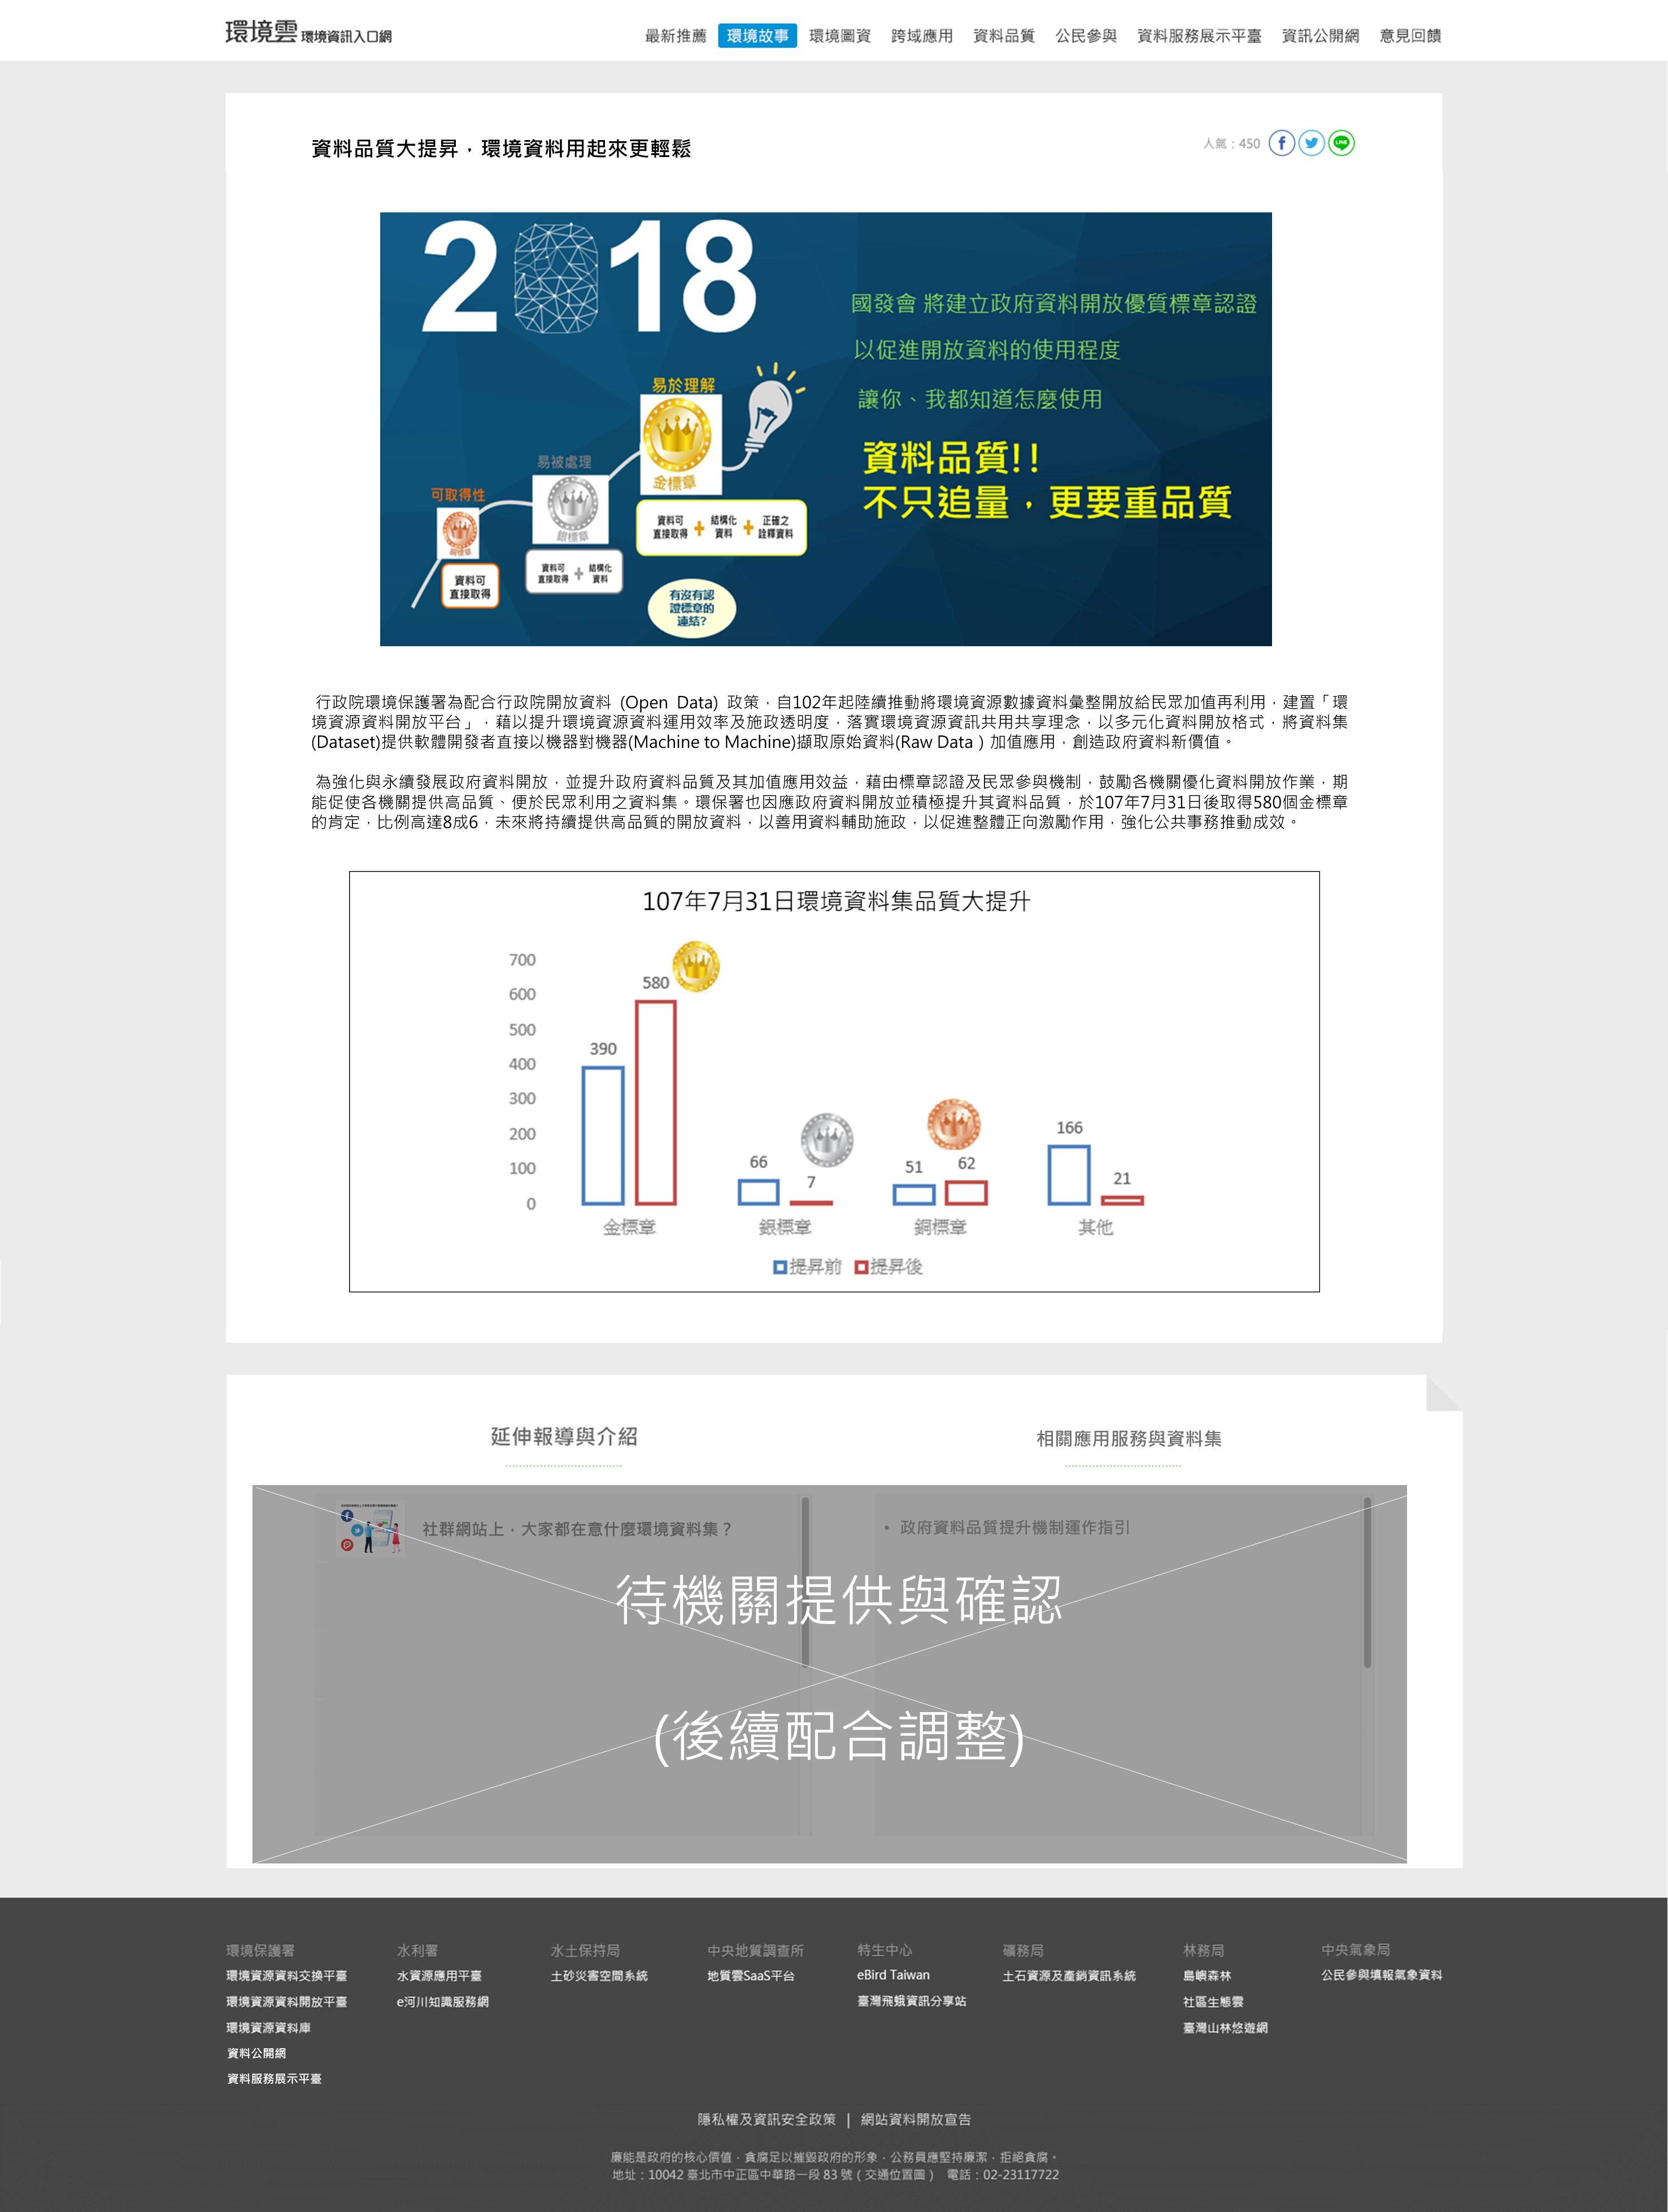 環境雲 環境資訊入口網
最新推薦 環境故事 環境圖資 跨域應用 資料品質 公民參與 資料服務展示平臺 資訊公開網 意見回饋
資料品質大提昇，環境資料用起來更輕鬆
人氣：450
2018
國發會 將建立政府資料開放優質標章認證
以促進開放資料的使用程度
讓你、我都知道怎麼使用
資料品質!!
不只追量，更要重品質
易於理解
金標章
易被處理
銀標章
可取得性
銅標章
資料可
直接取得
+
結構化
資料
+
正確之
詮釋資料
資料可
直接取得
+
結構化
資料
資料可
直接取得
有沒有認
證標章的
連結?
行政院環境保護署為配合行政院開放資料 (Open Data) 政策，自102年起陸續推動將環境資源數據資料彙整開放給民眾加值再利用，建置「環
境資源資料開放平台」，藉以提升環境資源資料運用效率及施政透明度，落實環境資源資訊共用共享理念，以多元化資料開放格式，將資料集
(Dataset)提供軟體開發者直接以機器對機器(Machine to Machine)擷取原始資料(Raw Data ) 加值應用，創造政府資料新價值。
為強化與永續發展政府資料開放，並提升政府資料品質及其加值應用效益，藉由標章認證及民眾參與機制，鼓勵各機關優化資料開放作業，期
能促使各機關提供高品質、便於民眾利用之資料集。環保署也因應政府資料開放並積極提升其資料品質，於107年7月31日後取得580個金標章
的肯定，比例高達8成6，未來將持續提供高品質的開放資料，以善用資料輔助施政，以促進整體正向激勵作用，強化公共事務推動成效。
107年7月31日環境資料集品質大提升
700
600
500
400
300
200
100
0
390
580
66
7
51
62
166
21
金標章 銀標章 銅標章 其他
提昇前 提昇後
延伸報導與介紹
相關應用服務與資料集
社群網站上，大家都在意什麼環境資料集？
• 政府資料品質提升機制運作指引
待機關提供與確認
(後續配合調整)
環境保護署
環境資源資料交換平臺
環境資源資料開放平臺
環境資源資料庫
資料公開網
資料服務展示平臺
水利署
水資源應用平臺
e河川知識服務網
水土保持局
土砂災害空間系統
中央地質調查所
地質雲SaaS平台
特生中心
eBird Taiwan
臺灣飛蛾資訊分享站
礦務局
土石資源及產銷資訊系統
林務局
島嶼森林
社區生態雲
臺灣山林悠遊網
中央氣象局
公民參與填報氣象資料
隱私權及資訊安全政策 | 網站資料開放宣告
廉能是政府的核心價值，貪腐足以摧毀政府的形象，公務員應堅持廉潔，拒絕貪腐。
地址：10042 臺北市中正區中華路一段 83 號 ( 交通位置圖 ) 電話：02-23117722